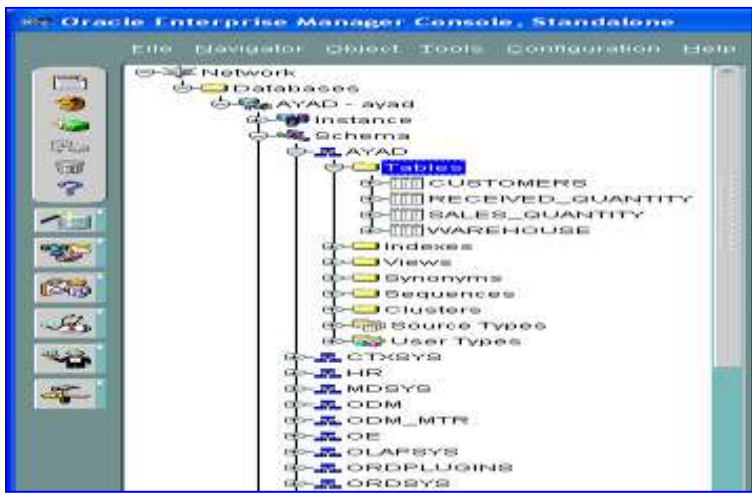 Oracle Enterprise Manager Console, Standalone
File Navigator Object Tools Configuration Help
Network
Databases
AYAD - ayad
Instance
Schema
AYAD
Tables
CUSTOMERS
RECEIVED_QUANTITY
SALES_QUANTITY
WAREHOUSE
Indexes
Views
Synonyms
Sequences
Clusters
Source Types
User Types
CTXSYS
HR
MDSYS
ODM
ODM_MTR
OE
OLAPSYS
ORDPLUGINS
ORDSYS